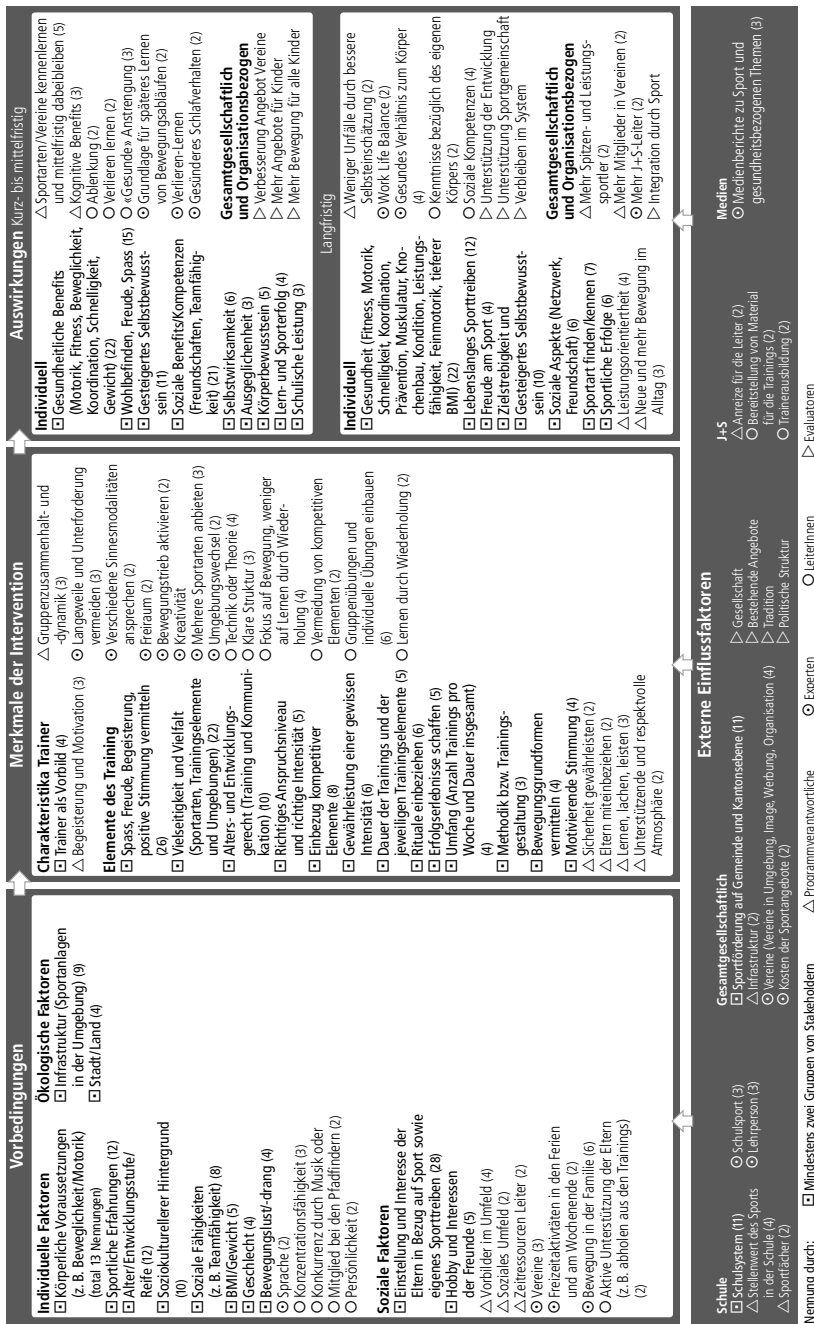 Vorbedingungen
Individuelle Faktoren
⊡ Körperliche Voraussetzungen
(z. B. Beweglichkeit/Motorik)
(total 13 Nennungen)
⊡ Sportliche Erfahrungen (12)
⊡ Alter/Entwicklungsstufe/
Reife (12)
⊡ Soziokulturellerer Hintergrund
(10)
⊡ Soziale Fähigkeiten
(z. B. Teamfähigkeit) (8)
⊡ BMI/Gewicht (5)
⊡ Geschlecht (4)
⊡ Bewegungslust/-drang (4)
⊙ Sprache (2)
○ Konzentrationsfähigkeit (3)
○ Konkurrenz durch Musik oder
○ Mitglied bei den Pfadfindern (2)
○ Persönlichkeit (2)
Soziale Faktoren
⊡ Einstellung und Interesse der
Eltern in Bezug auf Sport sowie
eigenes Sporttreiben (28)
⊡ Hobby und Interessen
der Freunde (5)
△ Vorbilder im Umfeld (4)
△ Soziales Umfeld (2)
△ Zeitressourcen Leiter (2)
⊙ Vereine (3)
⊙ Freizeitaktivtäten in den Ferien
und am Wochenende (2)
⊙ Bewegung in der Familie (6)
○ Aktive Unterstützung der Eltern
(z. B. abholen aus den Trainings)
(2)
Ökologische Faktoren
⊡ Infrastruktur (Sportanlagen
in der Umgebung) (9)
⊡ Stadt/Land (4)
Merkmale der Intervention
Charakteristika Trainer
⊡ Trainer als Vorbild (4)
△ Begeisterung und Motivation (3)
Elemente des Training
⊡ Spass, Freude, Begeisterung,
positive Stimmung vermitteln
(26)
⊡ Vielseitigkeit und Vielfalt
(Sportarten, Trainingselemente
und Umgebungen) (22)
⊡ Alters- und Entwicklungs-
gerecht (Training und Kommuni-
kation) (10)
⊡ Richtiges Anspruchsniveau
und richtige Intensität (5)
⊡ Einbezug kompetitiver
Elemente (8)
⊡ Gewährleistung einer gewissen
Intensität (6)
⊡ Dauer der Trainings und der
jeweiligen Trainingselemente (5)
⊡ Rituale einbeziehen (6)
⊡ Erfolgserlebnisse schaffen (5)
⊡ Umfang (Anzahl Trainings pro
Woche und Dauer insgesamt)
(4)
⊡ Methodik bzw. Trainings-
gestaltung (3)
⊡ Bewegungsgrundformen
vermitteln (4)
⊡ Motivierende Stimmung (4)
△ Sicherheit gewährleisten (2)
△ Eltern miteinbeziehen (2)
△ Lernen, lachen, leisten (3)
△ Unterstützende und respektvolle
Atmosphäre (2)
△ Gruppenzusammenhalt- und
-dynamik (3)
⊙ Langeweile und Unterforderung
vermeiden (3)
⊙ Verschiedene Sinnesmodalitäten
ansprechen (2)
⊙ Freiraum (2)
⊙ Bewegungstrieb aktivieren (2)
⊙ Kreativität
⊙ Mehrere Sportarten anbieten (3)
⊙ Umgebungswechsel (2)
○ Technik oder Theorie (4)
○ Klare Struktur (3)
○ Fokus auf Bewegung, weniger
auf Lernen durch Wieder-
holung (4)
○ Vermeidung von kompetitiven
Elementen (2)
○ Gruppenübungen und
individuelle Übungen einbauen
(6)
○ Lernen durch Wiederholung (2)
Auswirkungen Kurz- bis mittelfristig
Individuell
⊡ Gesundheitliche Benefits
(Motorik, Fitness, Beweglichkeit,
Koordination, Schnelligkeit,
Gewicht) (22)
⊡ Wohlbefinden, Freude, Spass (15)
⊡ Gesteigertes Selbstbewusst-
sein (11)
⊡ Soziale Benefits/Kompetenzen
(Freundschaften, Teamfähig-
keit) (21)
⊡ Selbstwirksamkeit (6)
⊡ Ausgeglichenheit (3)
⊡ Körperbewusstsein (5)
⊡ Lern- und Sporterfolg (4)
⊡ Schulische Leistung (3)
△ Sportarten/Vereine kennenlernen
und mittelfristig dabeibleiben (5)
△ Kognitive Benefits (3)
○ Ablenkung (2)
○ Verlieren lernen (2)
○ «Gesunde» Anstrengung (3)
⊙ Grundlage für späteres Lernen
von Bewegungsabläufen (2)
⊙ Verlieren-Lernen
⊙ Gesünderes Schlafverhalten (2)
Gesamtgesellschaftlich
und Organisationsbezogen
▷ Verbesserung Angebot Vereine
▷ Mehr Angebote für Kinder
▷ Mehr Bewegung für alle Kinder
Langfristig
Individuell
⊡ Gesundheit (Fitness, Motorik,
Schnelligkeit, Koordination,
Prävention, Muskulatur, Kno-
chenbau, Kondition, Leistungs-
fähigkeit, Feinmotorik, tieferer
BMI) (22)
⊡ Lebenslanges Sporttreiben (12)
⊡ Freude am Sport (4)
⊡ Zielstrebigkeit und
⊡ Gesteigertes Selbstbewusst-
sein (10)
⊡ Soziale Aspekte (Netzwerk,
Freundschaft) (6)
⊡ Sportart finden/kennen (7)
⊡ Sportliche Erfolge (6)
△ Leistungsorientiertheit (4)
△ Neue und mehr Bewegung im
Alltag (3)
△ Weniger Unfälle durch bessere
Selbsteinschätzung (2)
⊙ Work Life Balance (2)
⊙ Gesundes Verhältnis zum Körper
(4)
○ Kenntnisse bezüglich des eigenen
Körpers (2)
○ Soziale Kompetenzen (4)
▷ Unterstützung der Entwicklung
▷ Unterstützung Sportgemeinschaft
▷ Verbleiben im System
Gesamtgesellschaftlich
und Organisationsbezogen
△ Mehr Spitzen- und Leistungs-
sportler (2)
△ Mehr Mitglieder in Vereinen (2)
⊙ Mehr J+S-Leiter (2)
▷ Integration durch Sport
Externe Einflussfaktoren
Schule
⊡ Schulsystem (11)
△ Stellenwert des Sports
in der Schule (4)
△ Sportfächer (2)
⊙ Schulsport (3)
⊙ Lehrperson (3)
Gesamtgesellschaftlich
⊡ Sportförderung auf Gemeinde und Kantonsebene (11)
△ Infrastruktur (2)
⊙ Vereine (Vereine in Umgebung, Image, Werbung, Organisation (4)
⊙ Kosten der Sportangebote (2)
▷ Gesellschaft
▷ Bestehende Angebote
▷ Tradition
▷ Politische Struktur
J+S
△ Anreize für die Leiter (2)
○ Bereitstellung von Material
für die Trainings (2)
○ Trainerausbildung (2)
Medien
⊙ Medienberichte zu Sport und
gesundheitsbezogenen Themen (3)
Nennung durch: ⊡ Mindestens zwei Gruppen von Stakeholdern △ Programmverantwortliche ⊙ Experten ○ LeiterInnen ▷ Evaluatoren